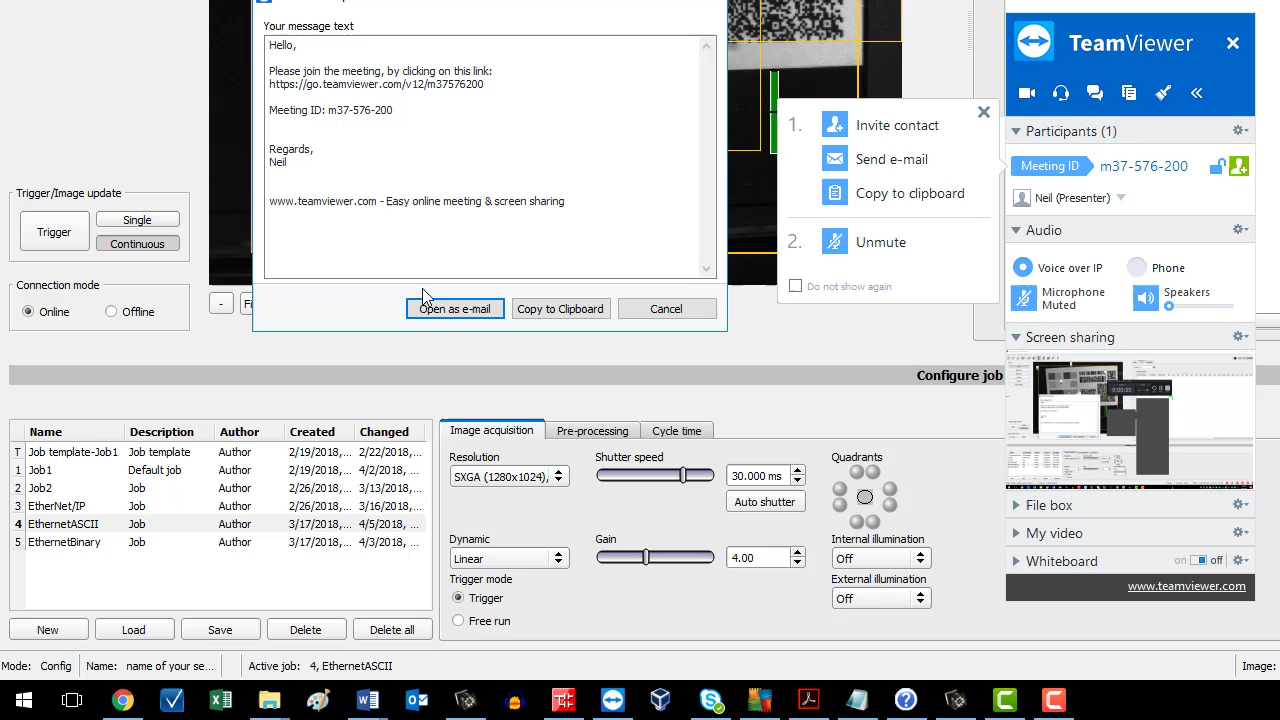 Your message text
Hello,
Please join the meeting, by clicking on this link:
https://go.teamviewer.com/v12/m37576200
Meeting ID: m37-576-200
Regards,
Neil
www.teamviewer.com - Easy online meeting & screen sharing
Open as e-mail
Copy to Clipboard
Cancel
1.
Invite contact
Send e-mail
Copy to clipboard
2.
Unmute
Do not show again
TeamViewer
Participants (1)
Meeting ID
m37-576-200
Neil (Presenter)
Audio
Voice over IP
Phone
Microphone
Muted
Speakers
Screen sharing
File box
My video
Whiteboard
on
off
www.teamviewer.com
Trigger/Image update
Trigger
Single
Continuous
Connection mode
Online
Offline
-
Configure job
Name Description Author Created Changed
T Job template-Job1 Job template Author 2/19/2018,... 2/22/2018, ...
1 Job1 Default job Author 2/19/2018,... 2/19/2018, ...
2 Job2 Job Author 2/26/2018,... 2/26/2018, ...
3 EtherNet/IP Job Author 2/26/2018,... 3/16/2018, ...
4 EthernetASCII Job Author 3/17/2018,... 4/5/2018, ...
5 EthernetBinary Job Author 3/17/2018,... 4/3/2018, ...
New
Load
Save
Delete
Delete all
Image acquisition
Pre-processing
Cycle time
Resolution
SXGA (1280x1024),
Shutter speed
30.000 ms
Auto shutter
Quadrants
Dynamic
Linear
Gain
4.00
Internal illumination
Off
External illumination
Off
Trigger mode
Trigger
Free run
Mode: Config
Name: name of your se...
Active job: 4, EthernetASCII
Image: